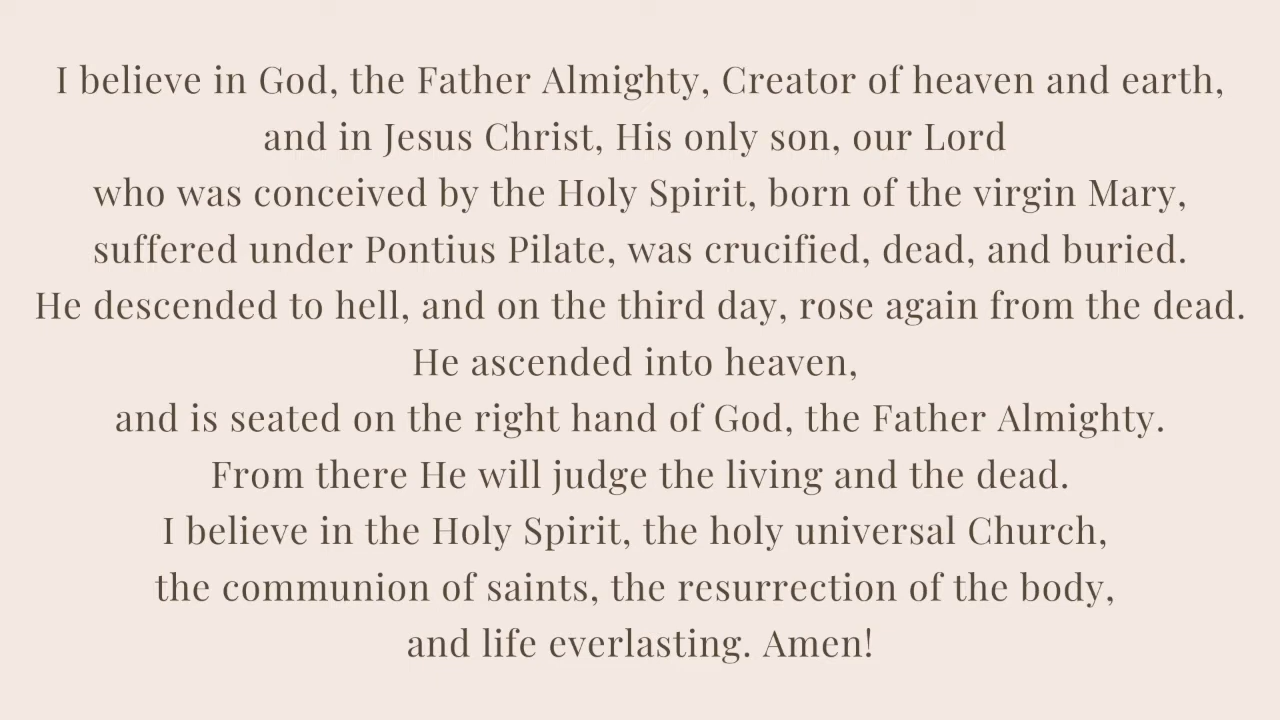 I believe in God, the Father Almighty, Creator of heaven and earth,
and in Jesus Christ, His only son, our Lord
who was conceived by the Holy Spirit, born of the virgin Mary,
suffered under Pontius Pilate, was crucified, dead, and buried.
He descended to hell, and on the third day, rose again from the dead.
He ascended into heaven,
and is seated on the right hand of God, the Father Almighty.
From there He will judge the living and the dead.
I believe in the Holy Spirit, the holy universal Church,
the communion of saints, the resurrection of the body,
and life everlasting. Amen!